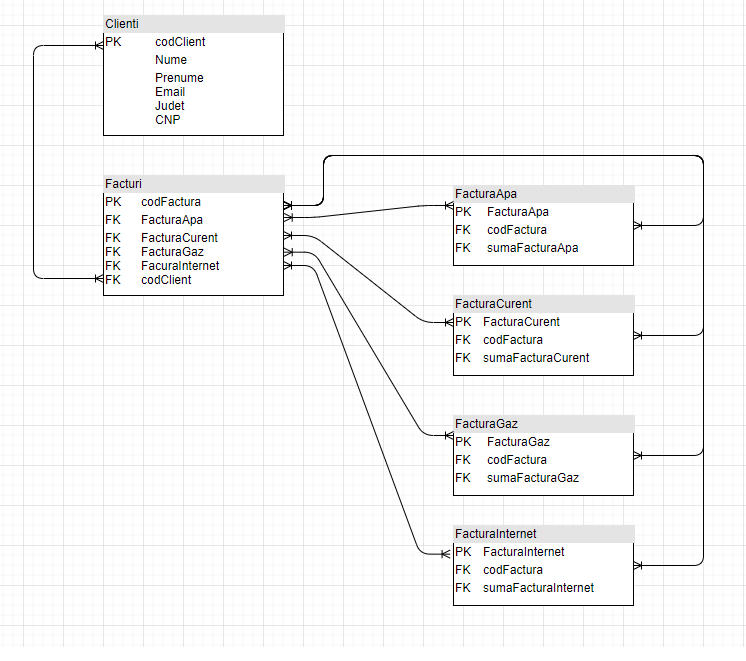 Clienti
PK codClient
Nume
Prenume
Email
Judet
CNP
Facturi
PK codFactura
FK FacturaApa
FK FacturaCurent
FK FacturaGaz
FK FacuraInternet
FK codClient
FacturaApa
PK FacturaApa
FK codFactura
FK sumaFacturaApa
FacturaCurent
PK FacturaCurent
FK codFactura
FK sumaFacturaCurent
FacturaGaz
PK FacturaGaz
FK codFactura
FK sumaFacturaGaz
FacturaInternet
PK FacturaInternet
FK codFactura
FK sumaFacturaInternet